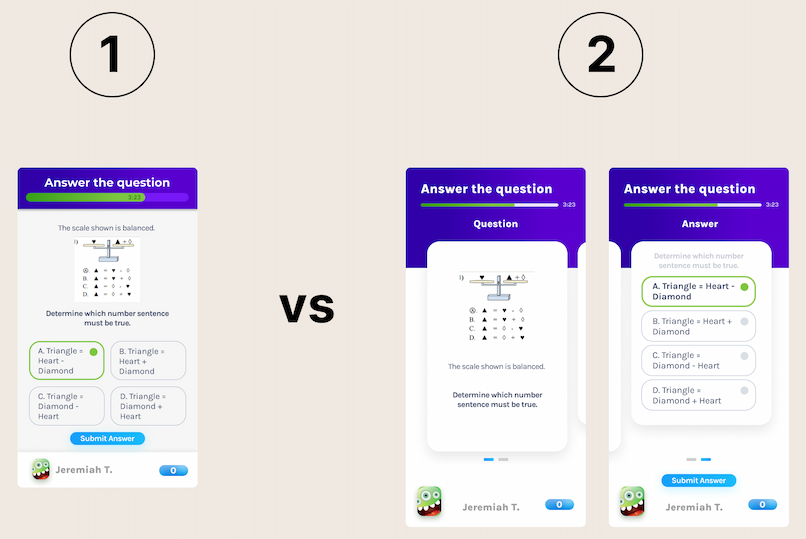 1
2
vs
Answer the question
3:23
The scale shown is balanced.
1) ♥ ▲ + ◊
Ⓐ. ▲ = ♥ - ◊
B. ▲ = ♥ + ◊
C. ▲ = ◊ - ♥
D. ▲ = ◊ + ♥
Determine which number sentence
must be true.
A. Triangle =
Heart -
Diamond
B. Triangle =
Heart +
Diamond
C. Triangle =
Diamond -
Heart
D. Triangle =
Diamond +
Heart
Submit Answer
Jeremiah T.
0
Answer the question
3:23
Question
1) ♥ ▲ + ◊
Ⓐ. ▲ = ♥ - ◊
B. ▲ = ♥ + ◊
C. ▲ = ◊ - ♥
D. ▲ = ◊ + ♥
The scale shown is balanced.
Determine which number
sentence must be true.
Jeremiah T.
0
Answer the question
3:23
Answer
Determine which number
sentence must be true.
A. Triangle = Heart -
Diamond
B. Triangle = Heart +
Diamond
C. Triangle =
Diamond - Heart
D. Triangle =
Diamond + Heart
Submit Answer
Jeremiah T.
0